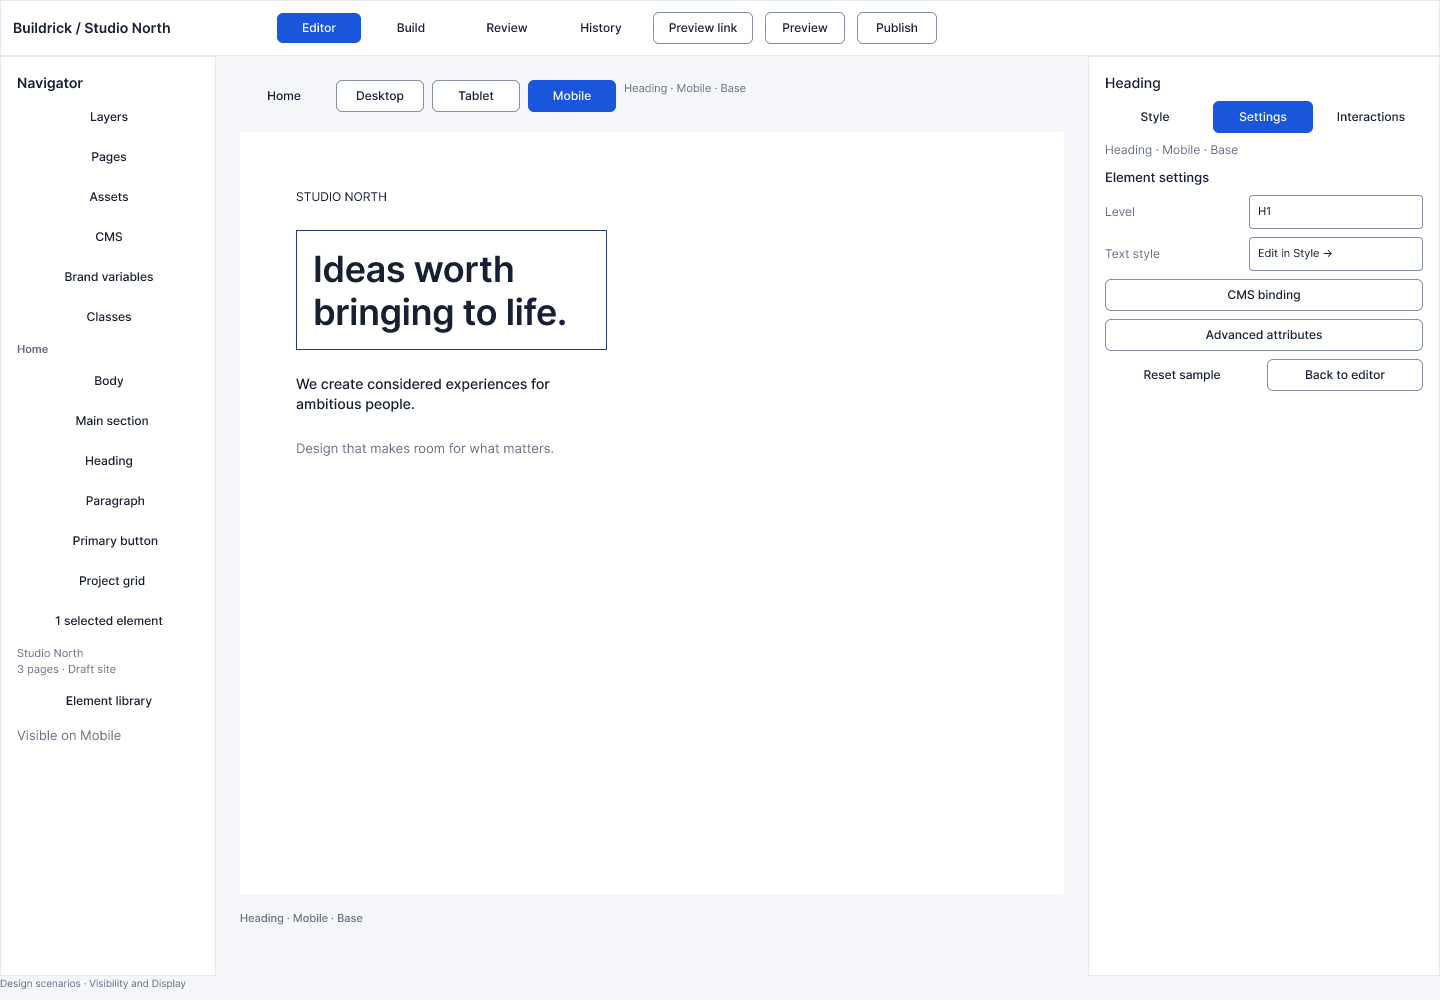 Buildrick / Studio North
Editor
Build
Review
History
Preview link
Preview
Publish
Navigator
Layers
Pages
Assets
CMS
Brand variables
Classes
Home
Body
Main section
Heading
Paragraph
Primary button
Project grid
1 selected element
Studio North
3 pages · Draft site
Element library
Visible on Mobile
Home
Desktop
Tablet
Mobile
Heading · Mobile · Base
STUDIO NORTH
Ideas worth
bringing to life.
We create considered experiences for
ambitious people.
Design that makes room for what matters.
Heading · Mobile · Base
Heading
Style
Settings
Interactions
Heading · Mobile · Base
Element settings
Level
H1
Text style
Edit in Style →
CMS binding
Advanced attributes
Reset sample
Back to editor
Design scenarios · Visibility and Display